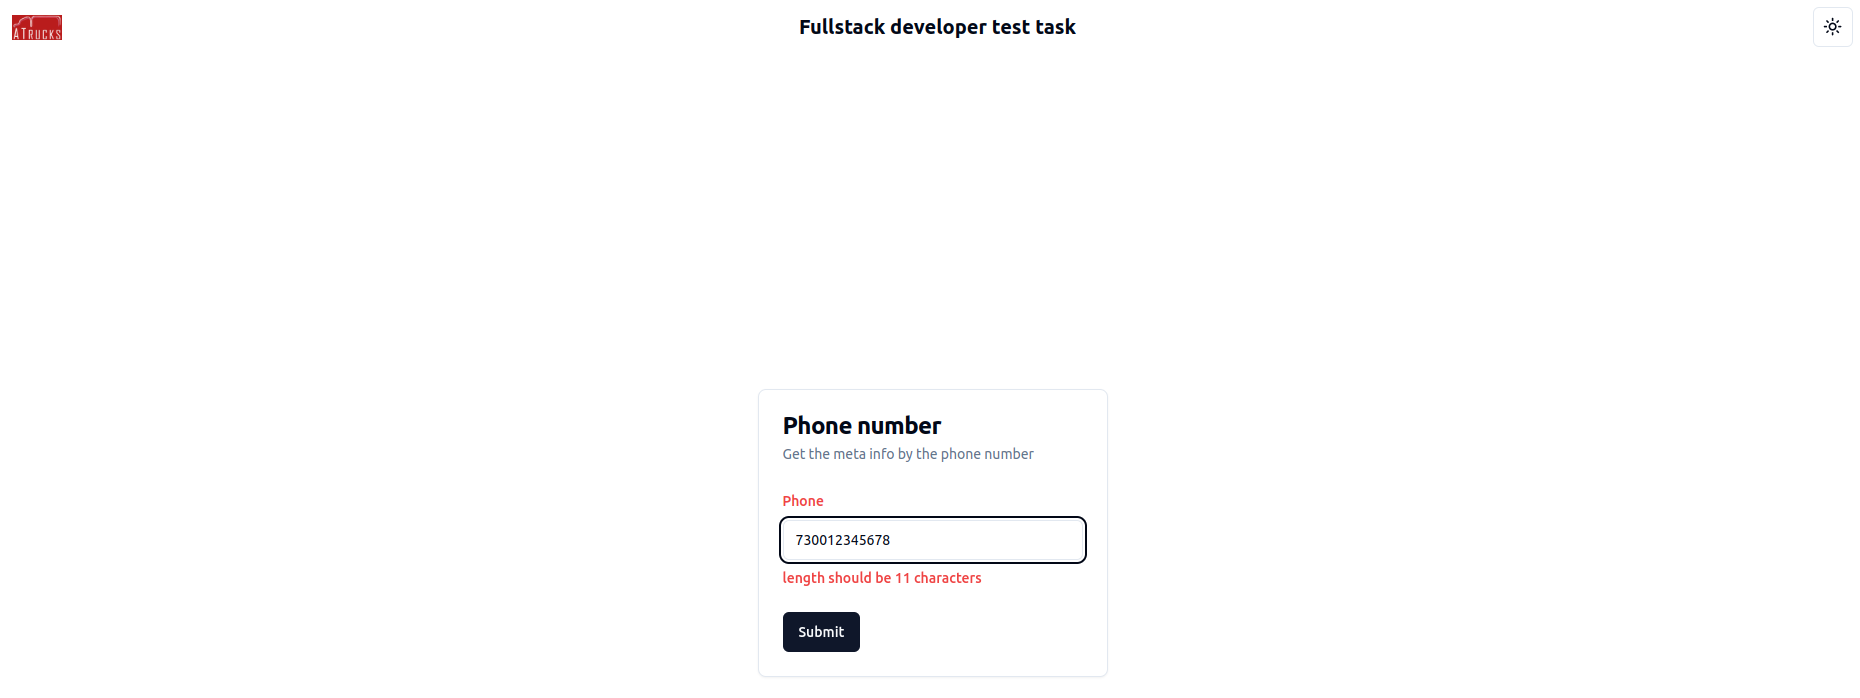 ATRUCKS
Fullstack developer test task
Phone number
Get the meta info by the phone number
Phone
730012345678
length should be 11 characters
Submit